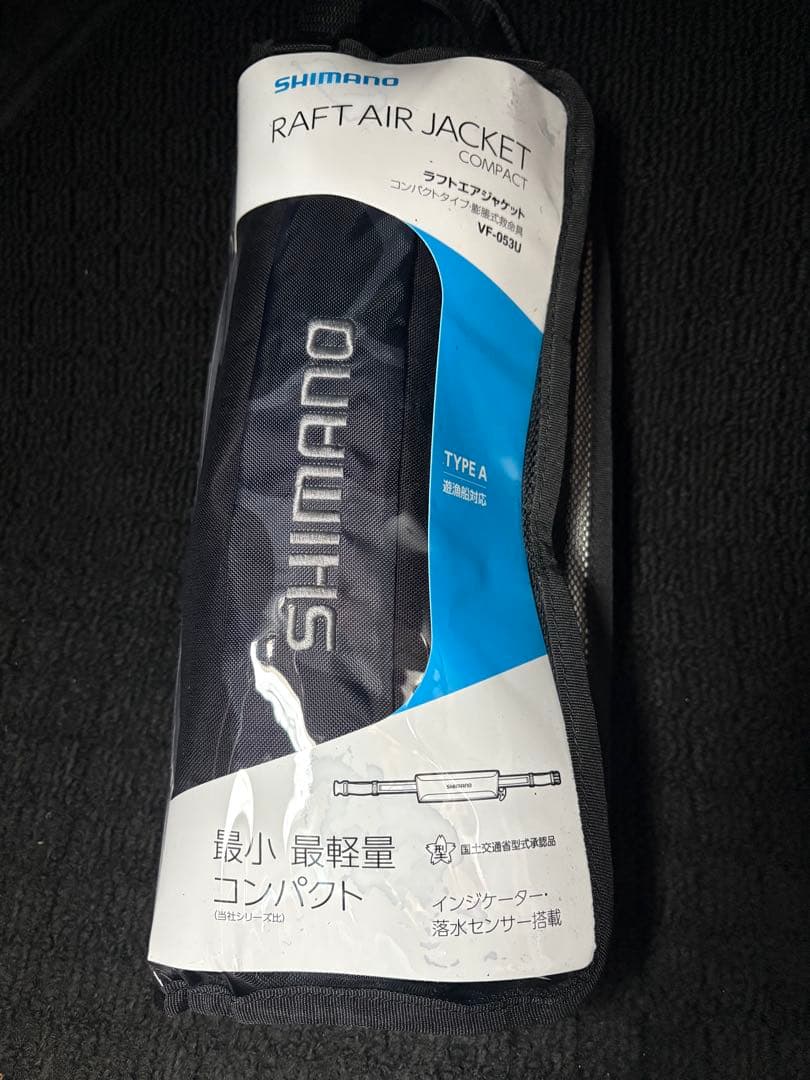 SHIMANO
RAFT AIR JACKET
COMPACT
ラフトエアジャケット
コンパクトタイプ・膨脹式救命具
VF-053U
SHIMANO
TYPE A
遊漁船対応
SHIMANO
最小 最軽量
コンパクト
(当社シリーズ比)
型
国土交通省型式承認品
インジケーター・
落水センサー搭載